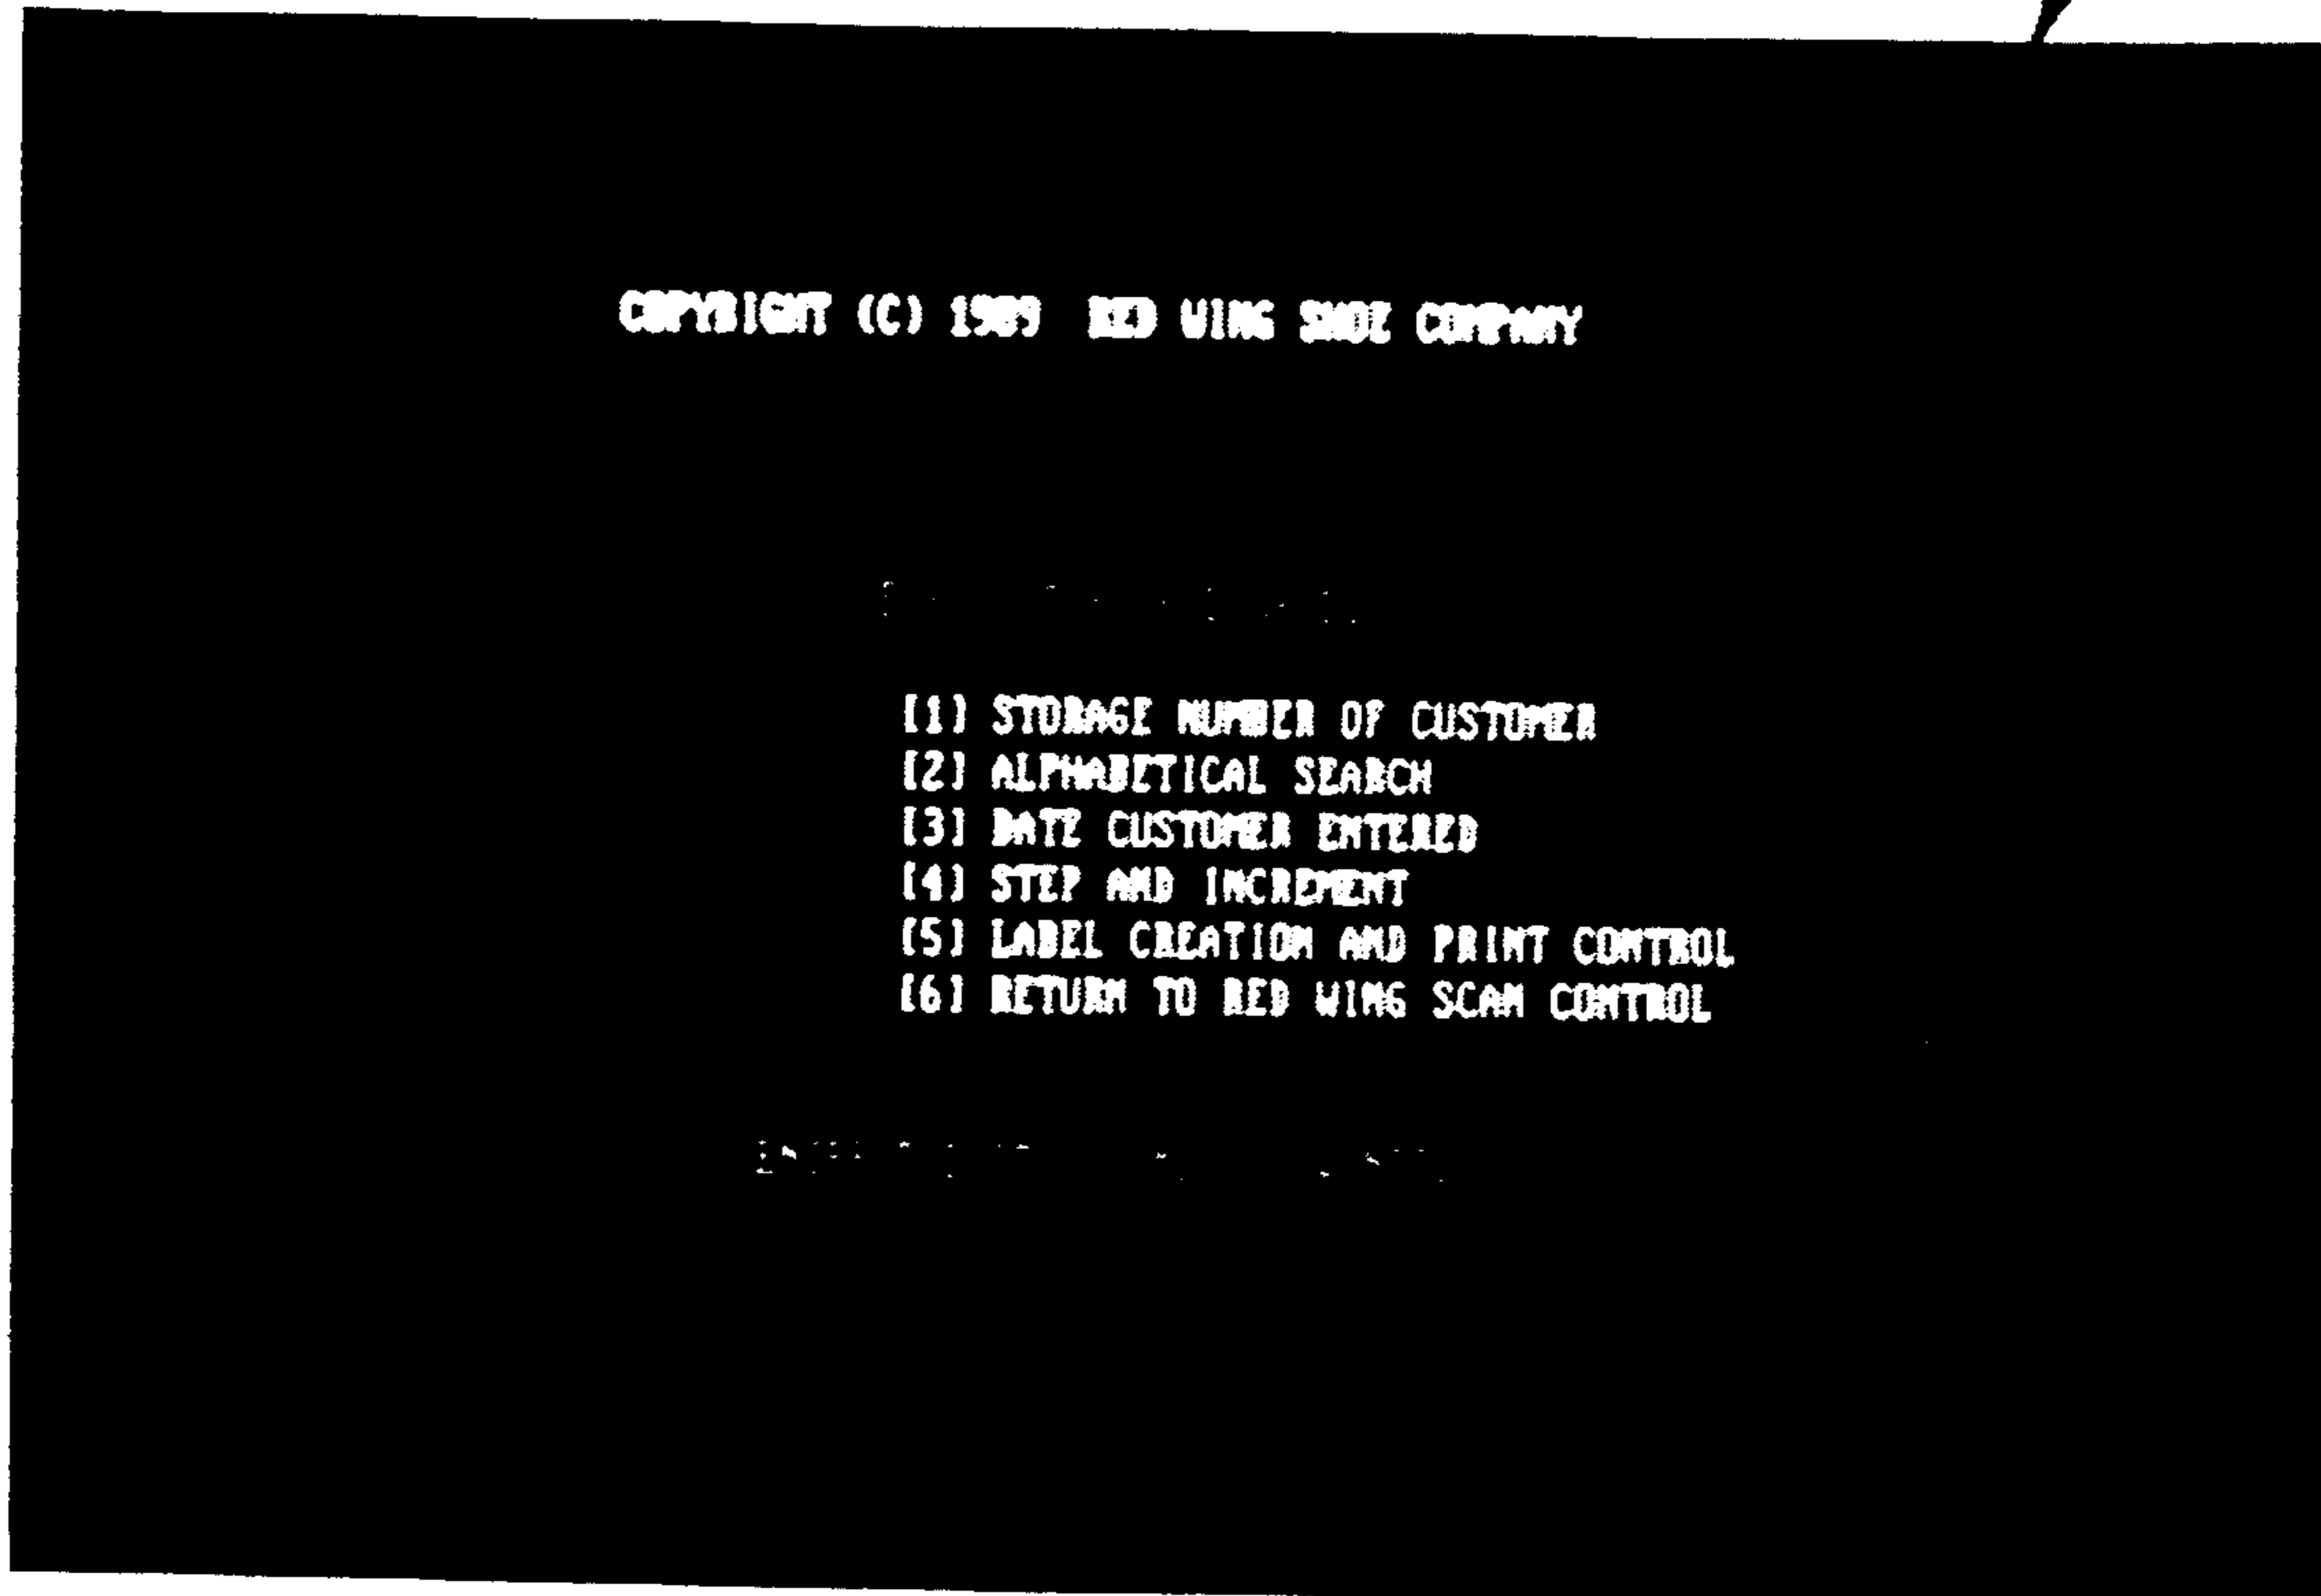 COPYRIGHT (C) 1989 RED WING SHOE COMPANY
[1] STORAGE NUMBER OF CUSTOMER
[2] ALPHABETICAL SEARCH
[3] DATE CUSTOMER ENTERED
[4] STEP AND INCREMENT
[5] LABEL CREATION AND PRINT CONTROL
[6] RETURN TO RED WING SCAN CONTROL